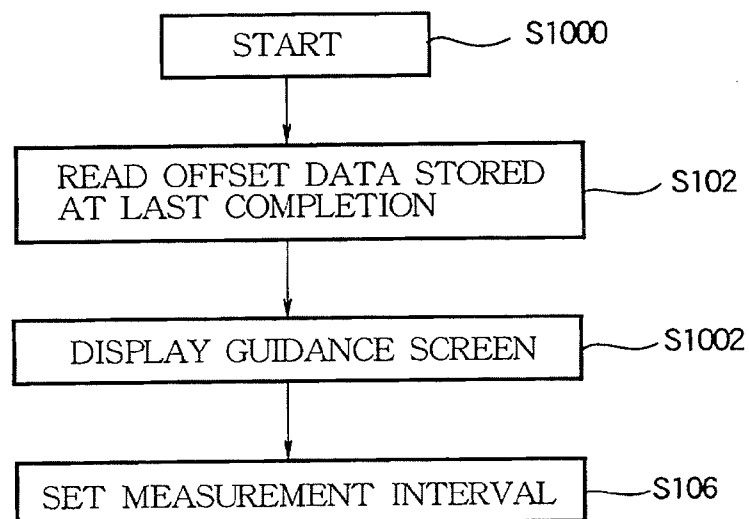 START
S1000
READ OFFSET DATA STORED
AT LAST COMPLETION
S102
DISPLAY GUIDANCE SCREEN
S1002
SET MEASUREMENT INTERVAL
S106